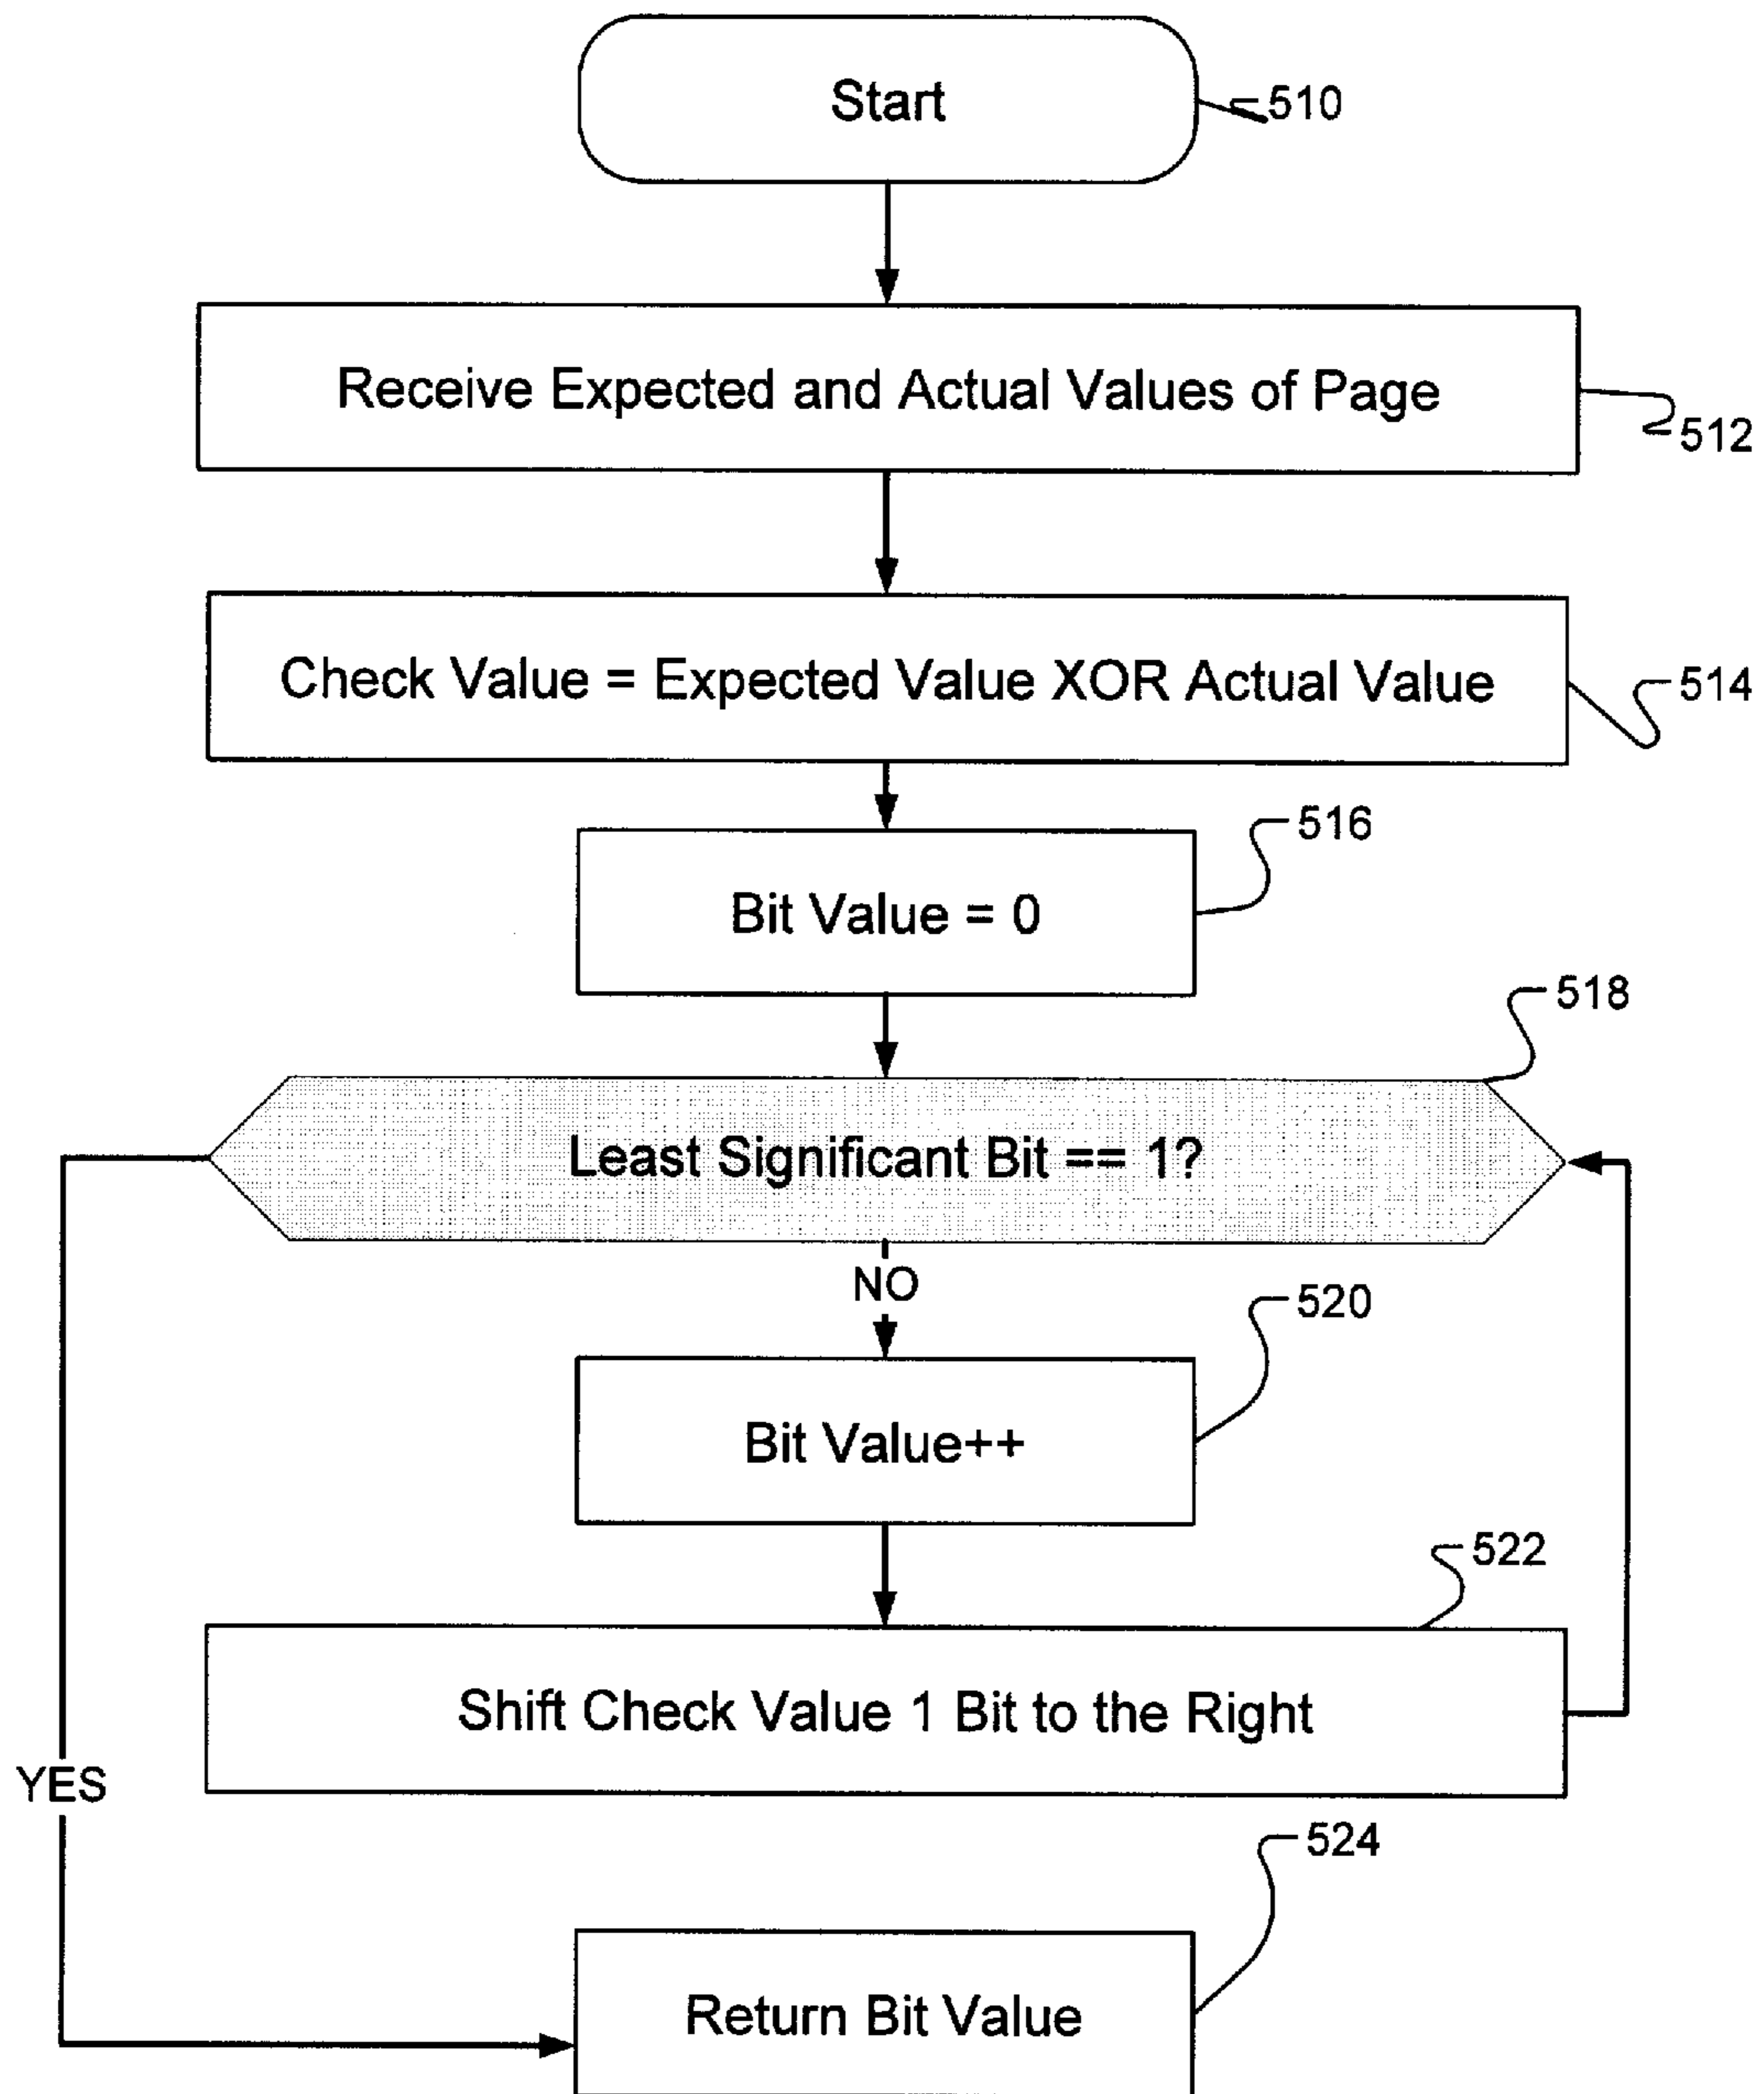 Start
510
Receive Expected and Actual Values of Page
512
Check Value = Expected Value XOR Actual Value
514
516
Bit Value = 0
518
Least Significant Bit == 1?
NO
520
Bit Value++
522
Shift Check Value 1 Bit to the Right
YES
524
Return Bit Value